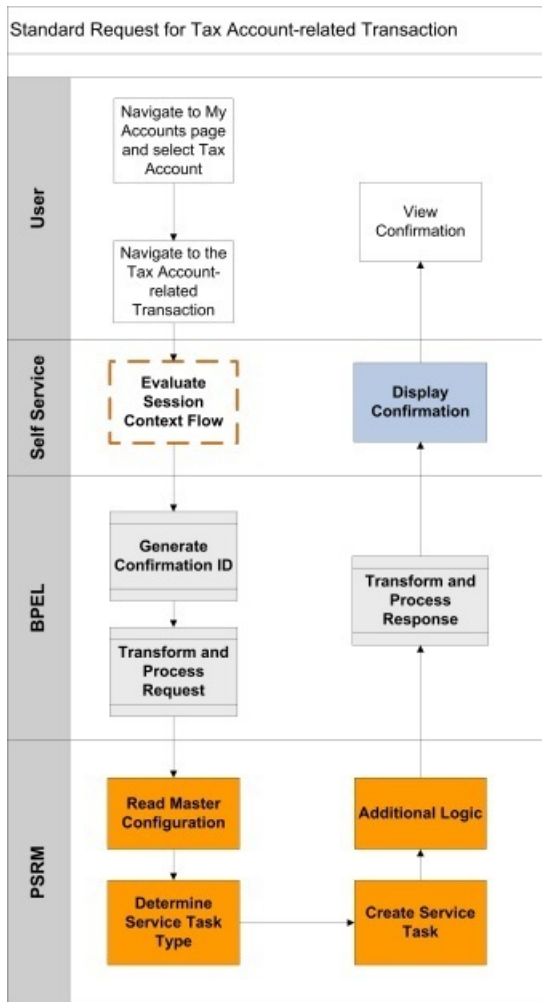 Standard Request for Tax Account-related Transaction
User
Navigate to My
Accounts page
and select Tax
Account
Navigate to the
Tax Account-
related
Transaction
View
Confirmation
Self Service
Evaluate
Session
Context Flow
Display
Confirmation
BPEL
Generate
Confirmation ID
Transform and
Process
Request
Transform and
Process
Response
PSRM
Read Master
Configuration
Additional Logic
Determine
Service Task
Type
Create Service
Task